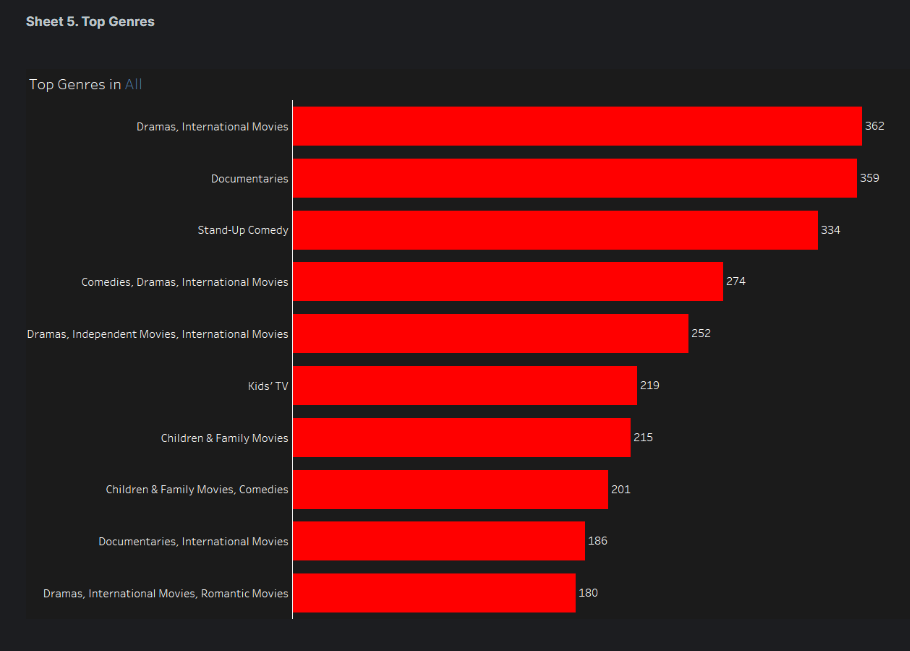 Sheet 5. Top Genres
Top Genres in All
Dramas, International Movies 362
Documentaries 359
Stand-Up Comedy 334
Comedies, Dramas, International Movies 274
Dramas, Independent Movies, International Movies 252
Kids’ TV 219
Children & Family Movies 215
Children & Family Movies, Comedies 201
Documentaries, International Movies 186
Dramas, International Movies, Romantic Movies 180